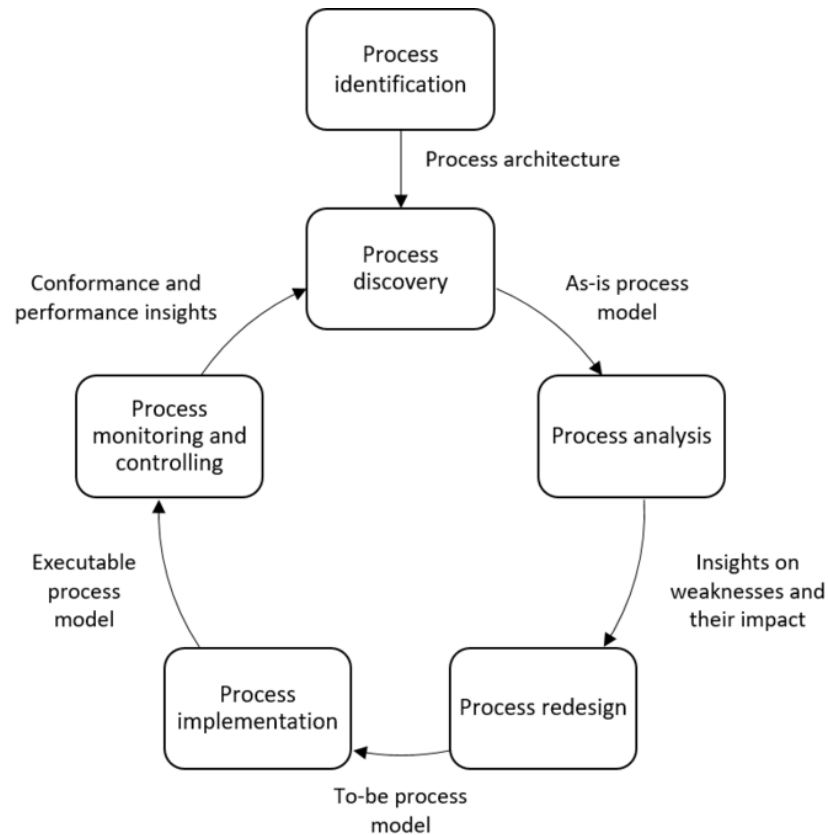 Process
identification
Process architecture
Process
discovery
Conformance and
performance insights
As-is process
model
Process
monitoring and
controlling
Process analysis
Executable
process
model
Insights on
weaknesses and
their impact
Process
implementation
Process redesign
To-be process
model